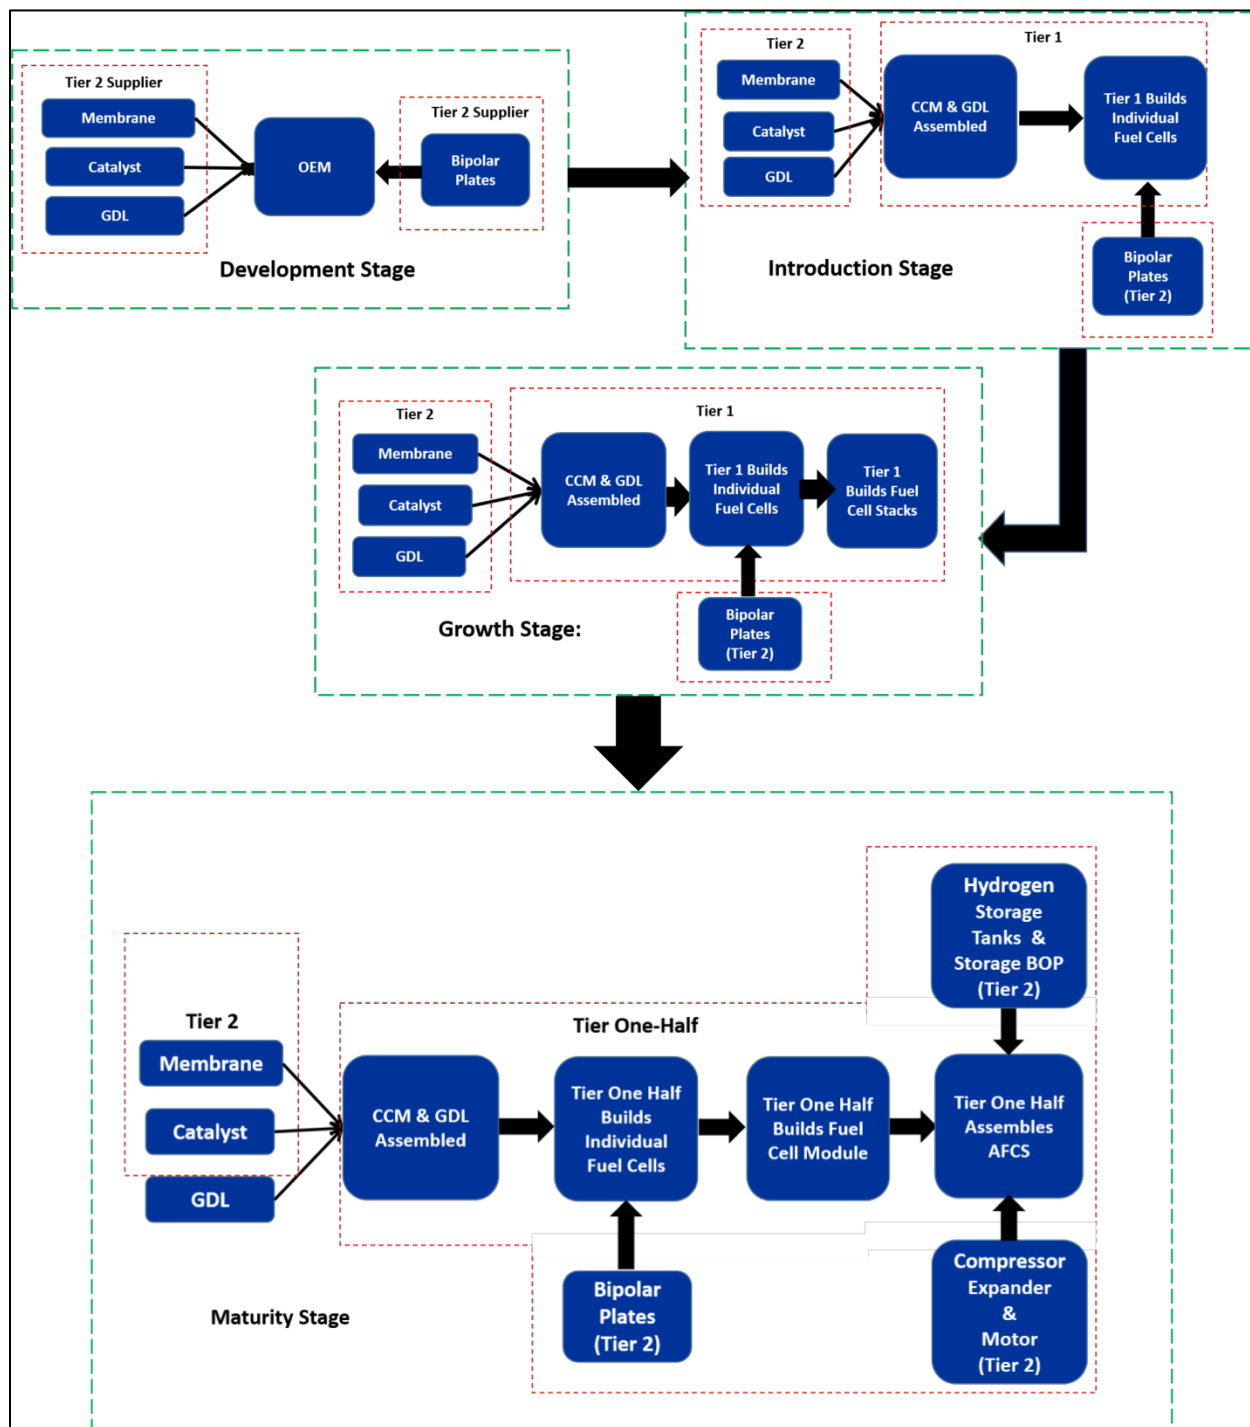 Tier 2 Supplier
Membrane
Catalyst
GDL
OEM
Tier 2 Supplier
Bipolar
Plates
Development Stage
Tier 2
Membrane
Catalyst
GDL
Tier 1
CCM & GDL
Assembled
Tier 1 Builds
Individual
Fuel Cells
Bipolar
Plates
(Tier 2)
Introduction Stage
Tier 2
Membrane
Catalyst
GDL
Tier 1
CCM & GDL
Assembled
Tier 1 Builds
Individual
Fuel Cells
Tier 1
Builds Fuel
Cell Stacks
Bipolar
Plates
(Tier 2)
Growth Stage:
Tier 2
Membrane
Catalyst
GDL
Tier One-Half
CCM & GDL
Assembled
Tier One Half
Builds
Individual
Fuel Cells
Tier One Half
Builds Fuel
Cell Module
Hydrogen
Storage
Tanks &
Storage BOP
(Tier 2)
Tier One Half
Assembles
AFCS
Bipolar
Plates
(Tier 2)
Compressor
Expander
&
Motor
(Tier 2)
Maturity Stage